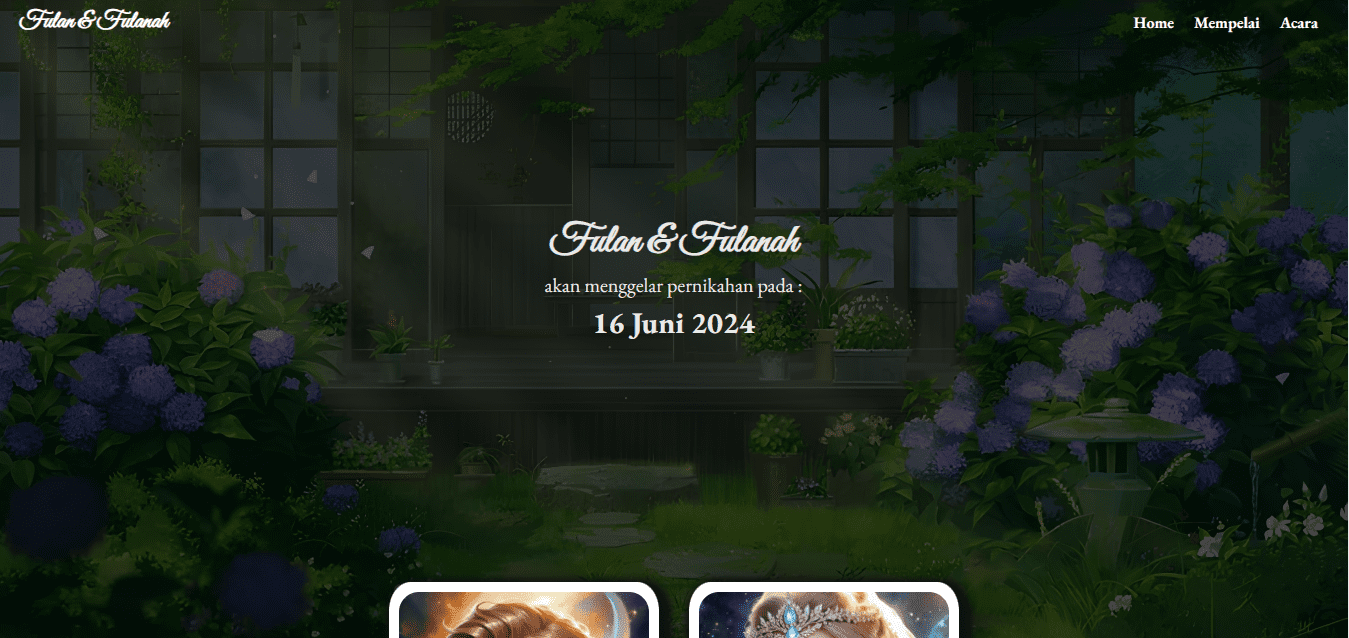 Fulan & Fulanah
Home Mempelai Acara
Fulan & Fulanah
akan menggelar pernikahan pada :
16 Juni 2024